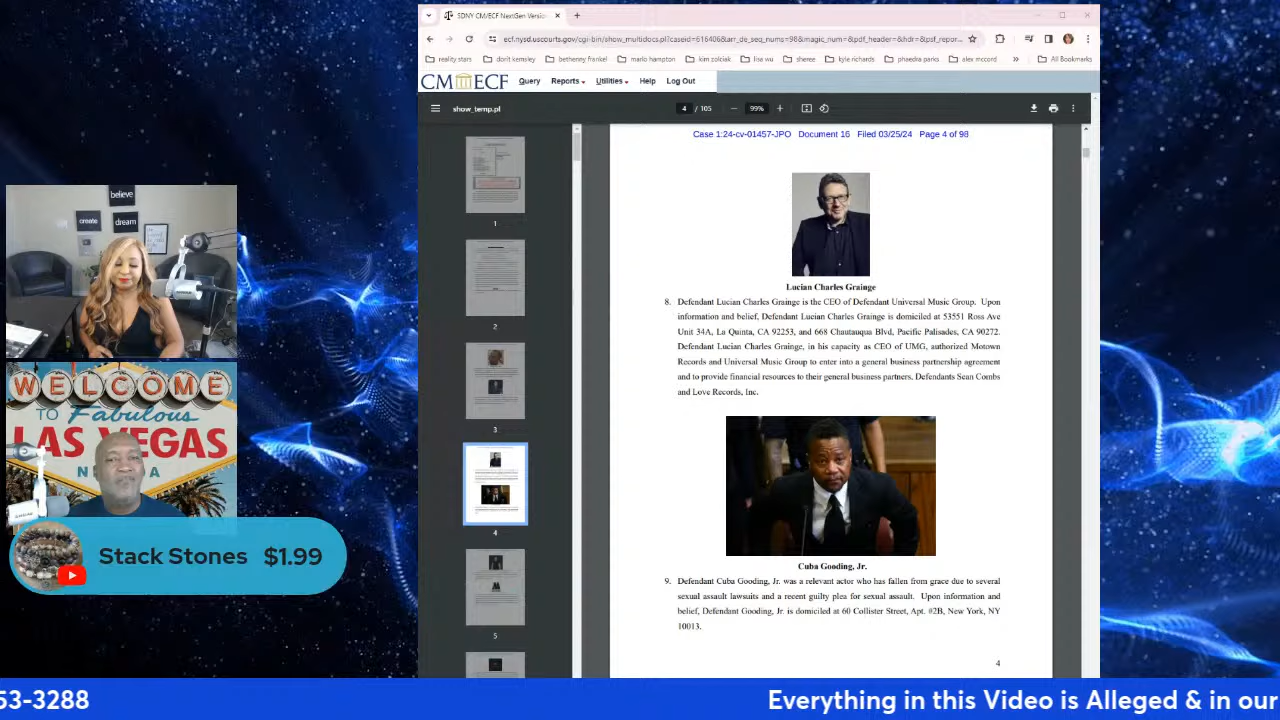 SDNY CM/ECF NextGen Versio
ecf.nysd.uscourts.gov/cgi-bin/show_multidocs.pl?caseid=616406&arr_de_seq_nums=98&magic_num=&pdf_header=&hdr=&psf_repor...
reality stars
dorit kemsley
bethenny frankel
marlo hampton
kim zolciak
lisa wu
sheree
kyle richards
phaedra parks
alex mccord
»
All Bookmarks
CM ECF Query Reports Utilities Help Log Out
show_temp.pl
4 / 105
99%
Case 1:24-cv-01457-JPO Document 16 Filed 03/25/24 Page 4 of 98
1
2
3
4
5
Lucian Charles Grainge
8. Defendant Lucian Charles Grainge is the CEO of Defendant Universal Music Group. Upon
information and belief, Defendant Lucian Charles Grainge is domiciled at 53551 Ross Ave
Unit 34A, La Quinta, CA 92253, and 668 Chautauqua Blvd, Pacific Palisades, CA 90272.
Defendant Lucian Charles Grainge, in his capacity as CEO of UMG, authorized Motown
Records and Universal Music Group to enter into a general business partnership agreement
and to provide financial resources to their general business partners, Defendants Sean Combs
and Love Records, Inc.
Cuba Gooding, Jr.
9. Defendant Cuba Gooding, Jr. was a relevant actor who has fallen from grace due to several
sexual assault lawsuits and a recent guilty plea for sexual assault. Upon information and
belief, Defendant Gooding, Jr. is domiciled at 60 Collister Street, Apt. #2B, New York, NY
10013.
4
believe
create
dream
WELCOME
TO Fabulous
LAS VEGAS
Stack Stones $1.99
53-3288
Everything in this Video is Alleged & in our